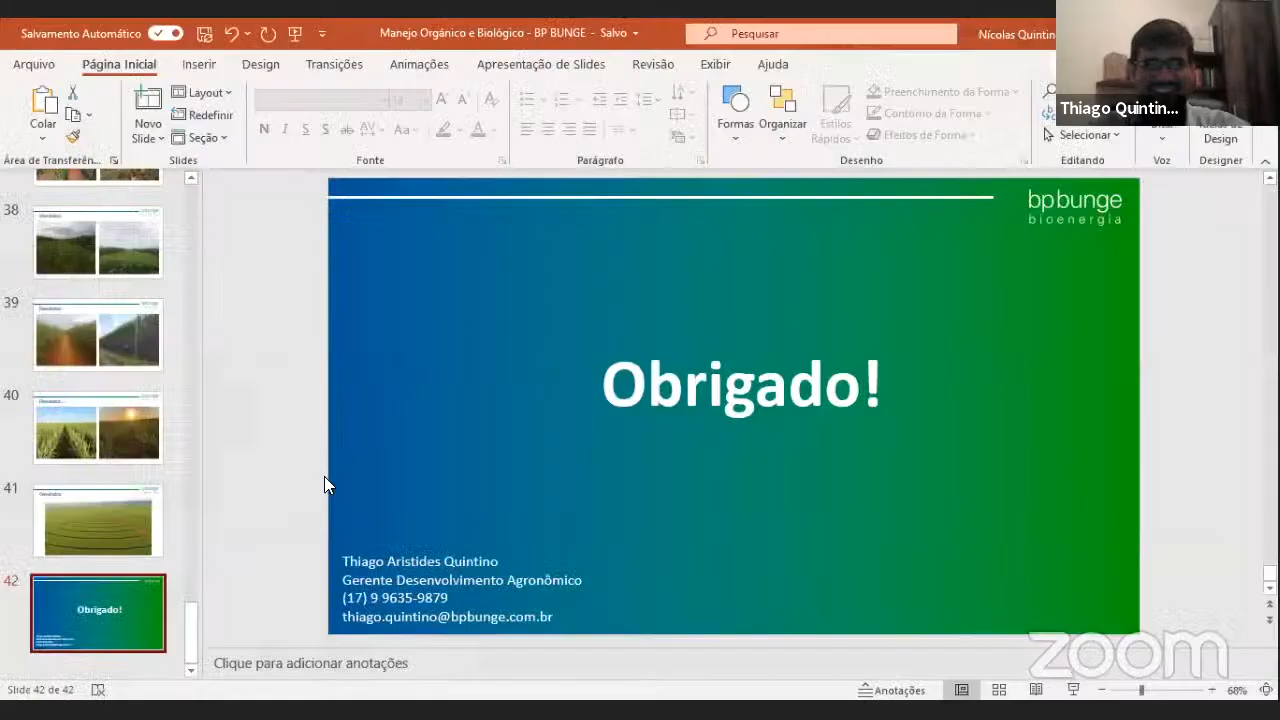 Salvamento Automático
Manejo Orgânico e Biológico - BP BUNGE - Salvo
Pesquisar
Nícolas Quintino
Arquivo
Página Inicial
Inserir
Design
Transições
Animações
Apresentação de Slides
Revisão
Exibir
Ajuda
Thiago Quintin...
Colar
Novo
Slide
Layout
Redefinir
Seção
N I S S ab AV Aa A
Formas
Organizar
Estilos
Rápidos
Preenchimento da Forma
Contorno da Forma
Efeitos de Forma
Selecionar
Design
Área de Transferên...
Slides
Fonte
Parágrafo
Desenho
Editando
Voz
Designer
38
39
40
41
42
Obrigado!
bpbunge
bioenergia
Obrigado!
Thiago Aristides Quintino
Gerente Desenvolvimento Agronômico
(17) 9 9635-9879
thiago.quintino@bpbunge.com.br
zoom
Clique para adicionar anotações
Slide 42 de 42
Anotações
68%